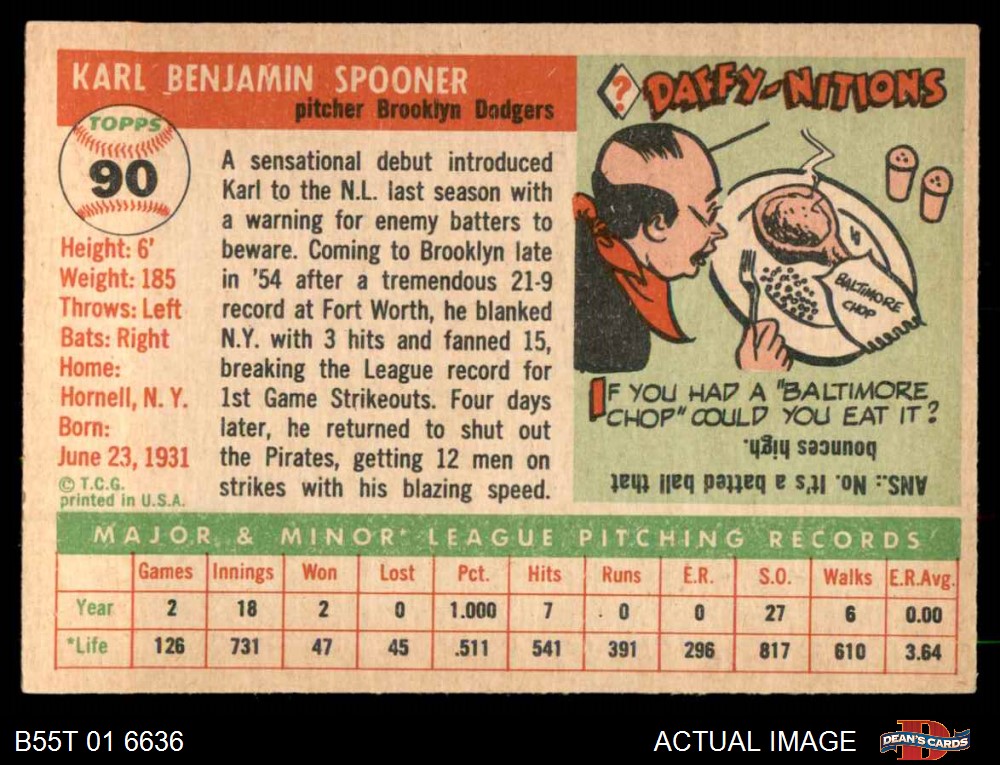 KARL BENJAMIN SPOONER
pitcher Brooklyn Dodgers
TOPPS
90
Height: 6'
Weight: 185
Throws: Left
Bats: Right
Home:
Hornell, N. Y.
Born:
June 23, 1931
© T.C.G.
printed in U.S.A.
A sensational debut introduced
Karl to the N.L. last season with
a warning for enemy batters to
beware. Coming to Brooklyn late
in '54 after a tremendous 21-9
record at Fort Worth, he blanked
N.Y. with 3 hits and fanned 15,
breaking the League record for
1st Game Strikeouts. Four days
later, he returned to shut out
the Pirates, getting 12 men on
strikes with his blazing speed.
? DAFFY-NITIONS
BALTIMORE
CHOP
IF YOU HAD A "BALTIMORE
CHOP" COULD YOU EAT IT?
ANS.: No. It's a batted ball that
bounces high.
MAJOR & MINOR LEAGUE PITCHING RECORDS
Games Innings Won Lost Pct. Hits Runs E.R. S.O. Walks E.R.Avg.
Year 2 18 2 0 1.000 7 0 0 27 6 0.00
*Life 126 731 47 45 .511 541 391 296 817 610 3.64
B55T 01 6636
ACTUAL IMAGE
DEAN'S CARDS